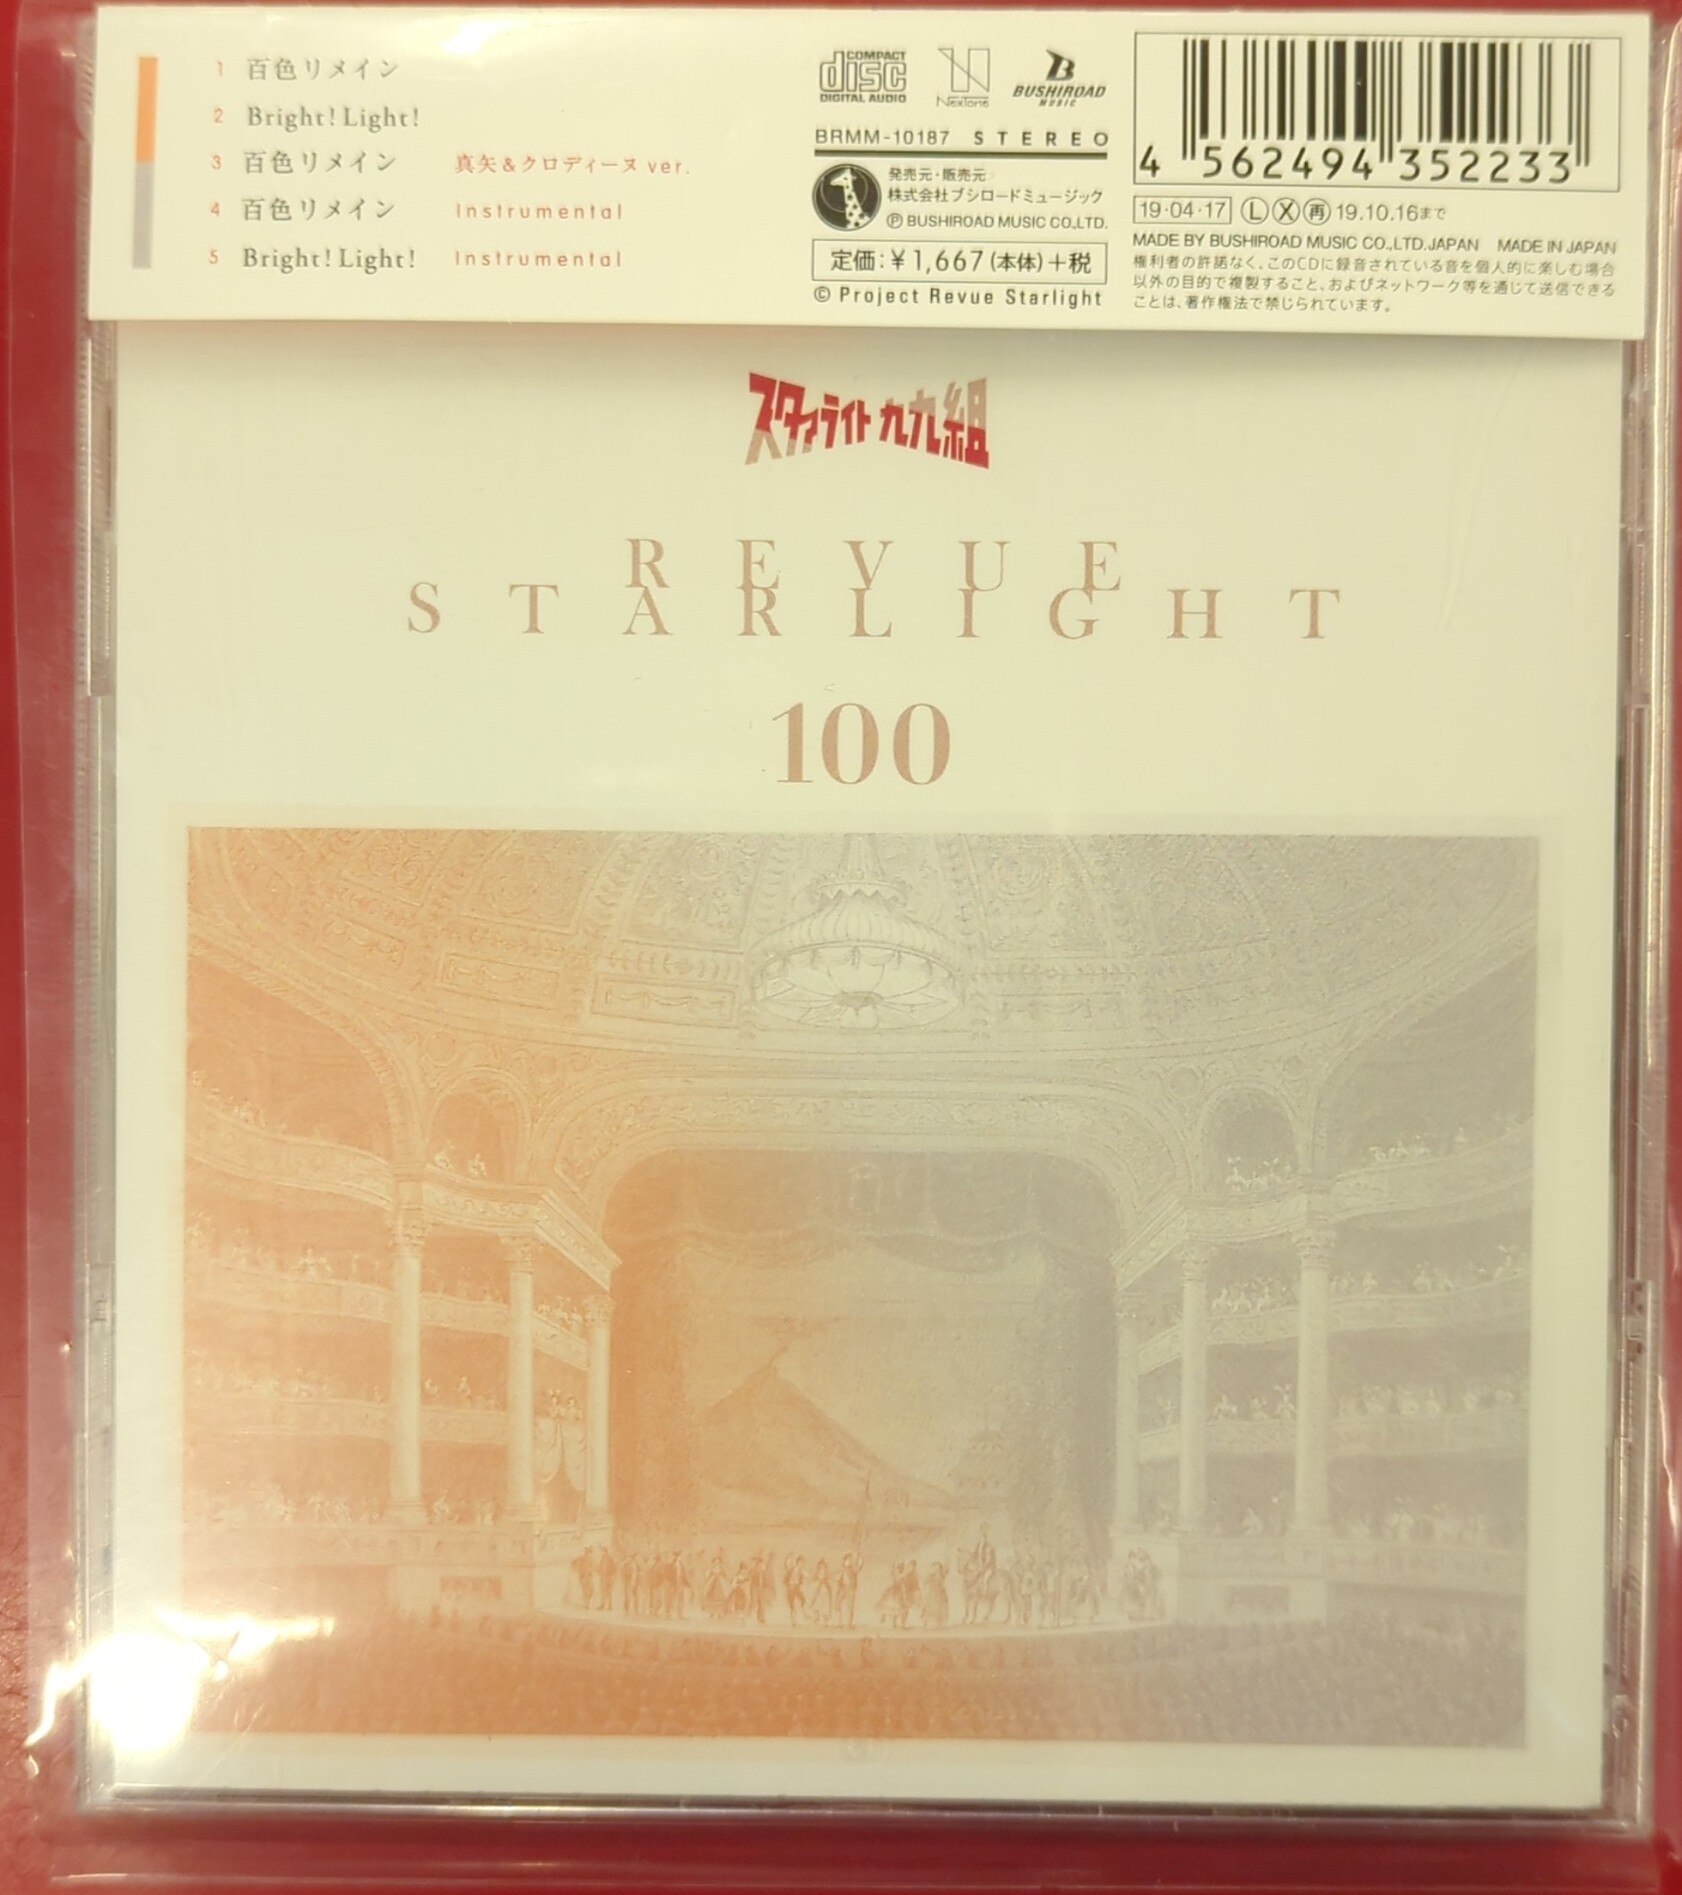 1 百色リメイン
2 Bright! Light!
3 百色リメイン 真矢&クロディーヌ ver.
4 百色リメイン Instrumental
5 Bright! Light! Instrumental
COMPACT
disc
DIGITAL AUDIO
NexTone
BUSHIROAD
MUSIC
BRMM-10187 STEREO
発売元・販売元
株式会社ブシロードミュージック
Ⓟ BUSHIROAD MUSIC CO.,LTD.
定価:¥1,667(本体)+税
© Project Revue Starlight
4 562494 352233
19・04・17 Ⓛ Ⓧ ㊢ 19.10.16まで
MADE BY BUSHIROAD MUSIC CO.,LTD.JAPAN MADE IN JAPAN
権利者の許諾なく、このCDに録音されている音を個人的に楽しむ場合
以外の目的で複製すること、およびネットワーク等を通じて送信できる
ことは、著作権法で禁じられています。
スタァライト九九組
REVUE
STARLIGHT
100